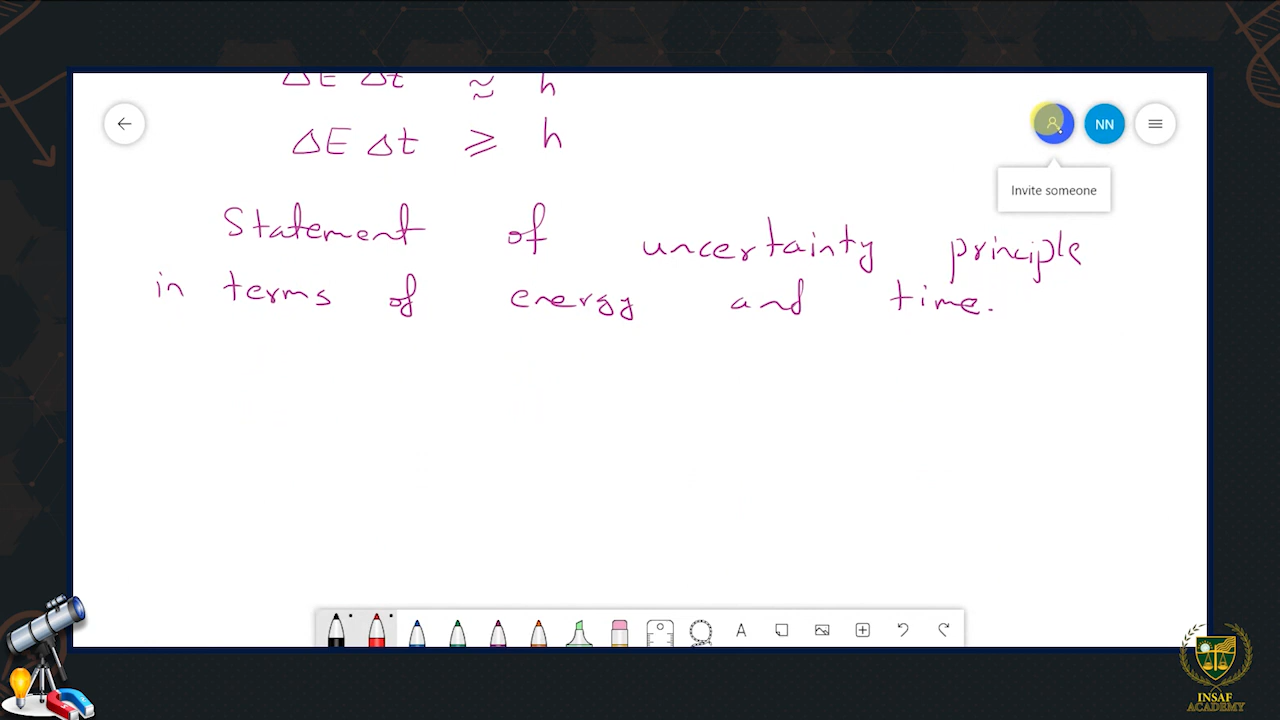 ΔE Δt ≈ h
ΔE Δt ⩾ h
NN
Invite someone
Statement of uncertainty principle
in terms of energy and time.
A
INSAF
ACADEMY